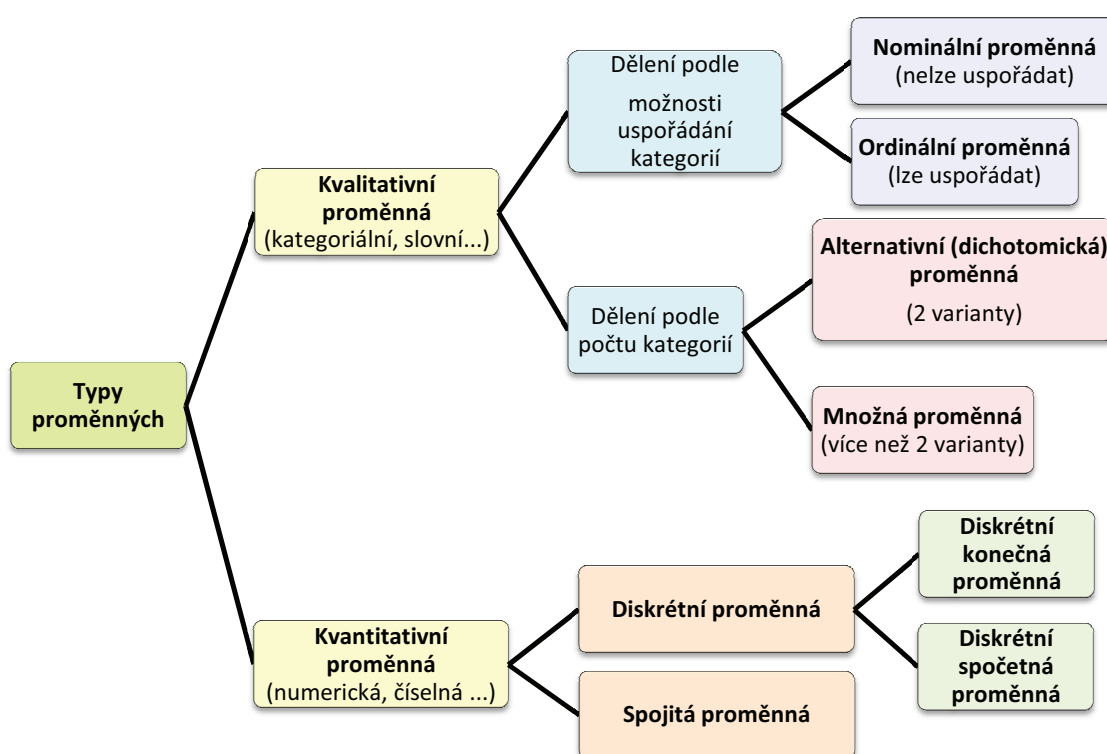 Typy
proměnných
Kvalitativní
proměnná
(kategoriální, slovní...)
Dělení podle
možnosti
uspořádání
kategorií
Nominální proměnná
(nelze uspořádat)
Ordinální proměnná
(lze uspořádat)
Dělení podle
počtu kategorií
Alternativní (dichotomická)
proměnná
(2 varianty)
Množná proměnná
(více než 2 varianty)
Kvantitativní
proměnná
(numerická, číselná ...)
Diskrétní proměnná
Diskrétní
konečná
proměnná
Diskrétní
spočetná
proměnná
Spojitá proměnná